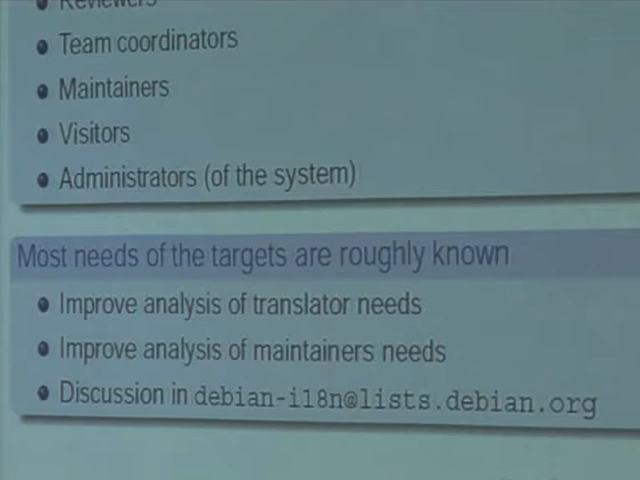 Reviewers
Team coordinators
Maintainers
Visitors
Administrators (of the system)
Most needs of the targets are roughly known
Improve analysis of translator needs
Improve analysis of maintainers needs
Discussion in debian-i18n@lists.debian.org